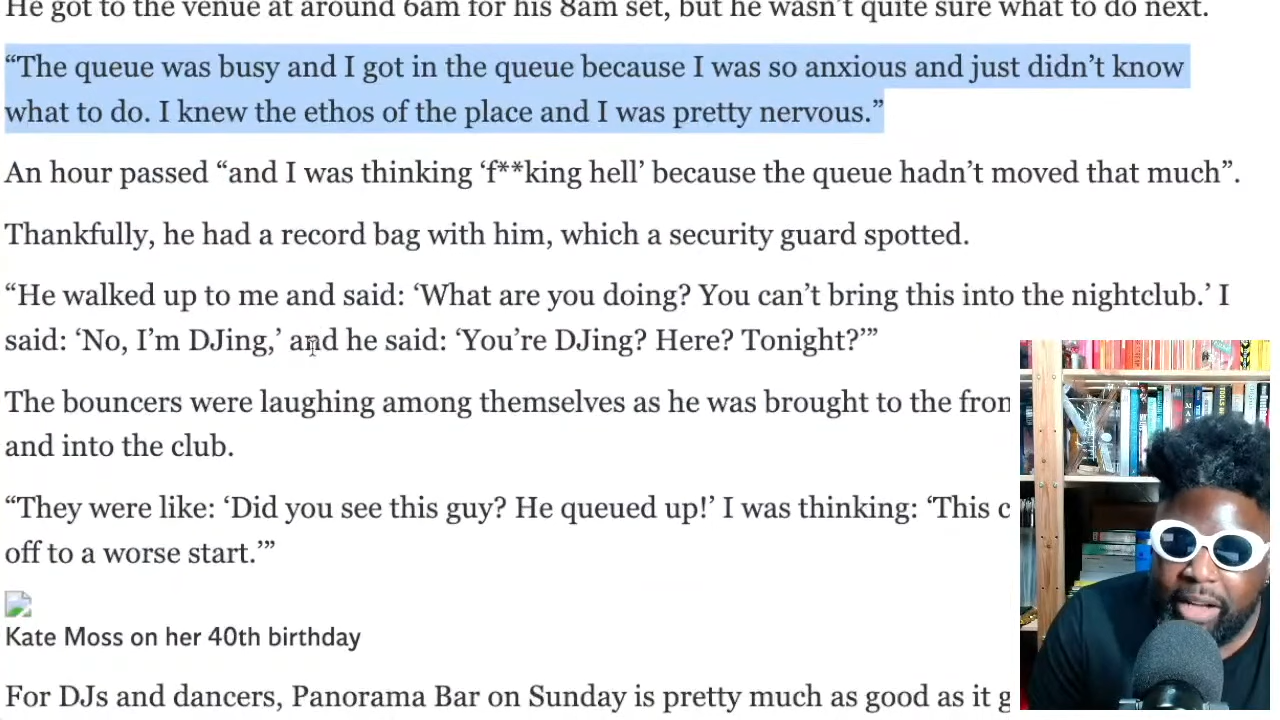 He got to the venue at around 6am for his 8am set, but he wasn’t quite sure what to do next.
“The queue was busy and I got in the queue because I was so anxious and just didn’t know
what to do. I knew the ethos of the place and I was pretty nervous.”
An hour passed “and I was thinking ‘f**king hell’ because the queue hadn’t moved that much”.
Thankfully, he had a record bag with him, which a security guard spotted.
“He walked up to me and said: ‘What are you doing? You can’t bring this into the nightclub.’ I
said: ‘No, I’m DJing,’ and he said: ‘You’re DJing? Here? Tonight?’”
The bouncers were laughing among themselves as he was brought to the fron
and into the club.
“They were like: ‘Did you see this guy? He queued up!’ I was thinking: ‘This c
off to a worse start.’”
Kate Moss on her 40th birthday
For DJs and dancers, Panorama Bar on Sunday is pretty much as good as it g